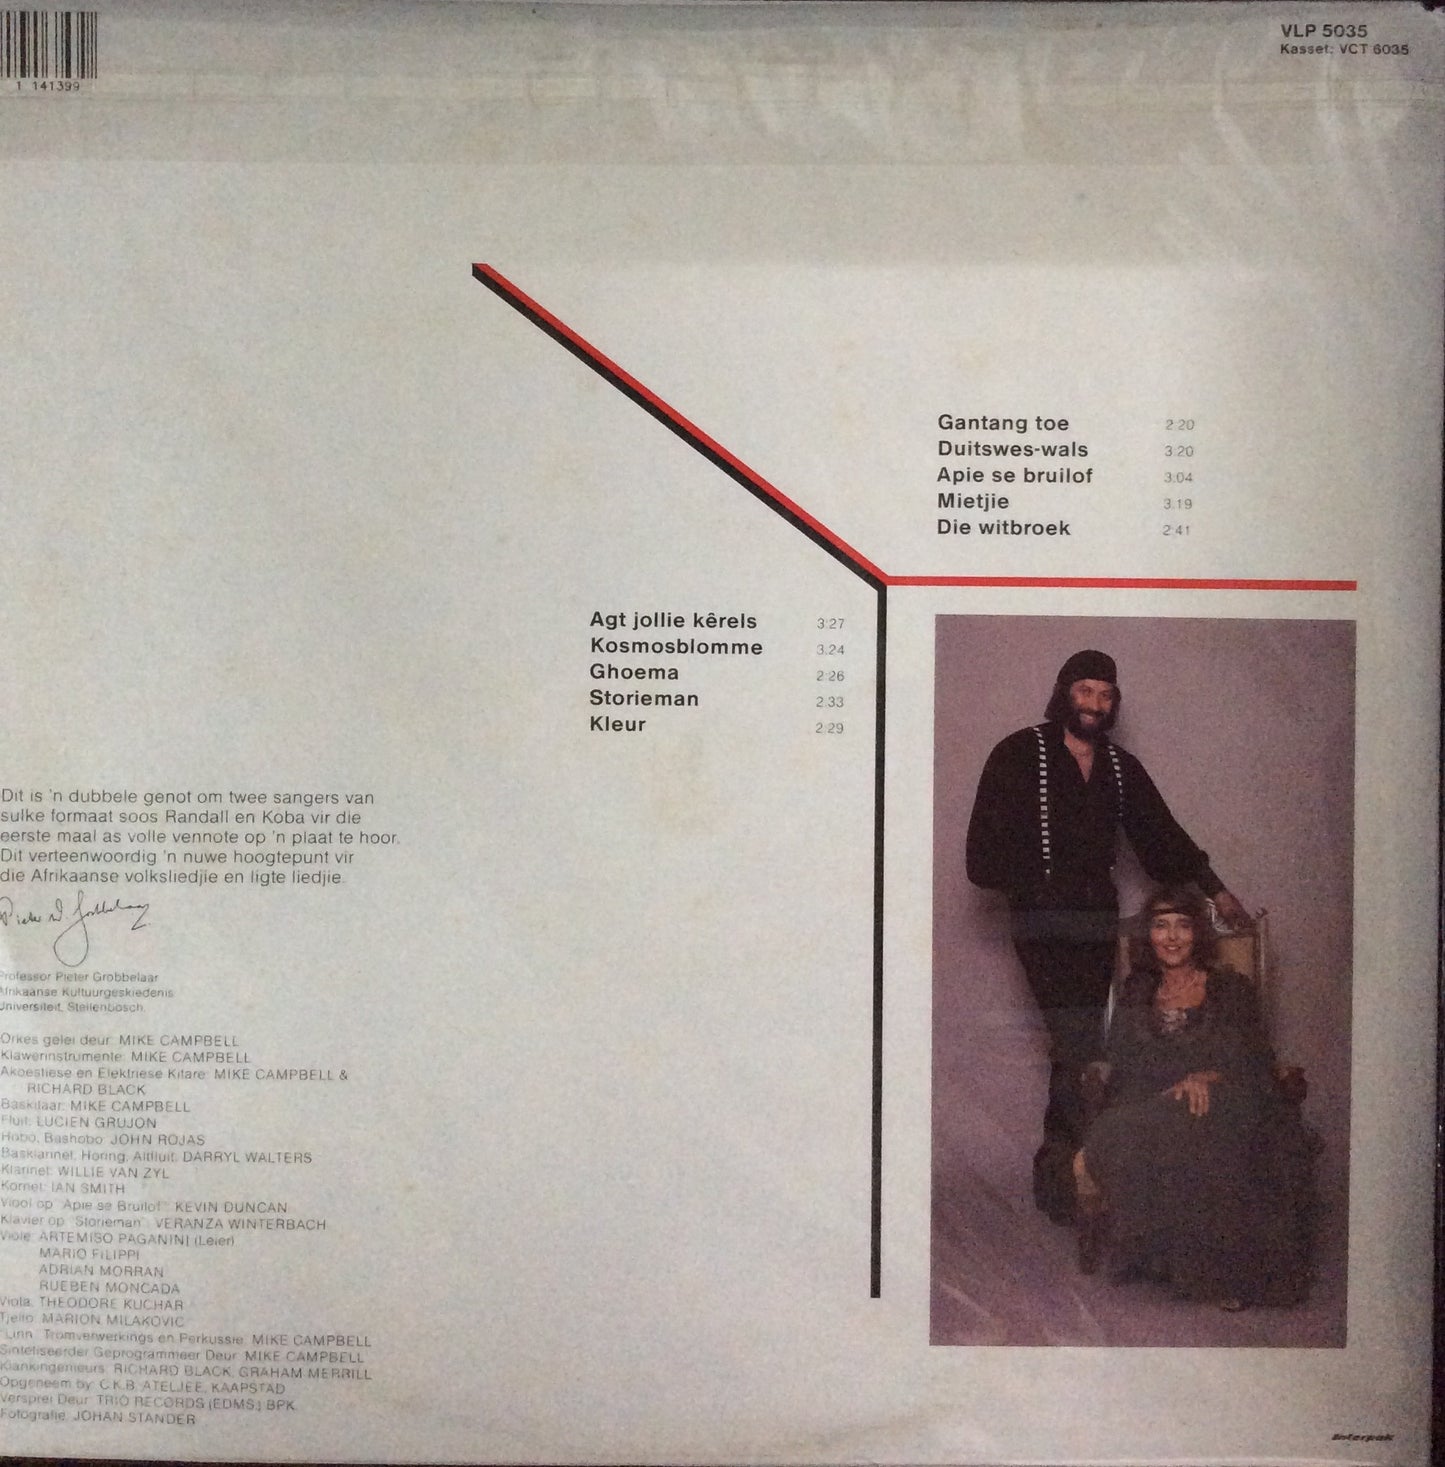 1 141399
VLP 5035
Kasset: VCT 6035
Gantang toe 2:20
Duitswes-wals 3:20
Apie se bruilof 3:04
Mietjie 3:19
Die witbroek 2:41
Agt jollie kêrels 3:27
Kosmosblomme 3:24
Ghoema 2:26
Storieman 2:33
Kleur 2:29
Dit is 'n dubbele genot om twee sangers van
sulke formaat soos Randall en Koba vir die
eerste maal as volle vennote op 'n plaat te hoor.
Dit verteenwoordig 'n nuwe hoogtepunt vir
die Afrikaanse volksliedjie en ligte liedjie.
Professor Pieter Grobbelaar
Afrikaanse Kultuurgeskiedenis
Universiteit, Stellenbosch.
Orkes gelei deur: MIKE CAMPBELL
Klawerinstrumente: MIKE CAMPBELL
Akoestiese en Elektriese Kitare: MIKE CAMPBELL &
RICHARD BLACK
Baskitaar: MIKE CAMPBELL
Fluit: LUCIEN GRUJON
Hobo, Bashobo: JOHN ROJAS
Basklarinet, Horing, Altfluit: DARRYL WALTERS
Klarinet: WILLIE VAN ZYL
Kornet: IAN SMITH
Viool op "Apie se Bruilof": KEVIN DUNCAN
Klavier op "Storieman": VERANZA WINTERBACH
Viole: ARTEMISO PAGANINI (Leier)
MARIO FILIPPI
ADRIAN MORRAN
RUEBEN MONCADA
Viola: THEODORE KUCHAR
Tjello: MARION MILAKOVIC
"Linn" Tromverwerkings en Perkussie: MIKE CAMPBELL
Sintetiseerder Geprogrammeer Deur: MIKE CAMPBELL
Klankingenieurs: RICHARD BLACK, GRAHAM MERRILL
Opgeneem by: C.K.B. ATELJEE, KAAPSTAD
Versprei Deur: TRIO RECORDS (EDMS.) BPK.
Fotografie: JOHAN STANDER
Interpak